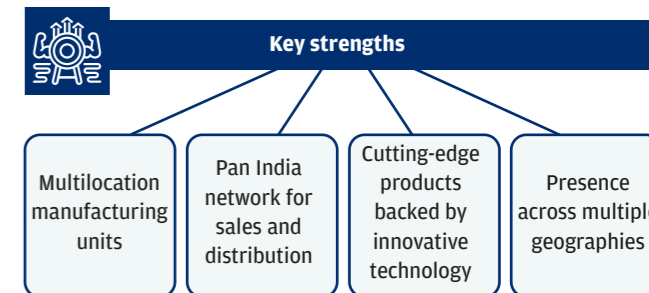 Key strengths
Multilocation
manufacturing
units
Pan India
network for
sales and
distribution
Cutting-edge
products
backed by
innovative
technology
Presence
across multiple
geographies